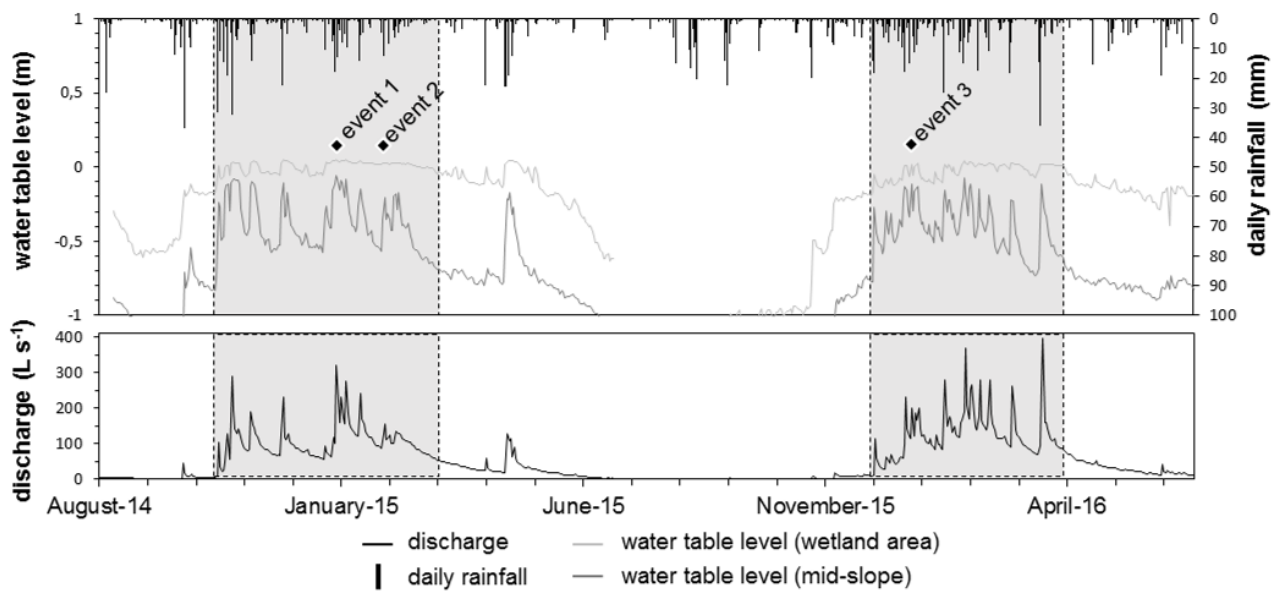 water table level (m)
1
0,5
0
-0,5
-1
event 1
event 2
event 3
0
10
20
30
40
50
60
70
80
90
100
daily rainfall (mm)
discharge (L s-1)
400
300
200
100
0
August-14 January-15 June-15 November-15 April-16
discharge water table level (wetland area)
daily rainfall water table level (mid-slope)